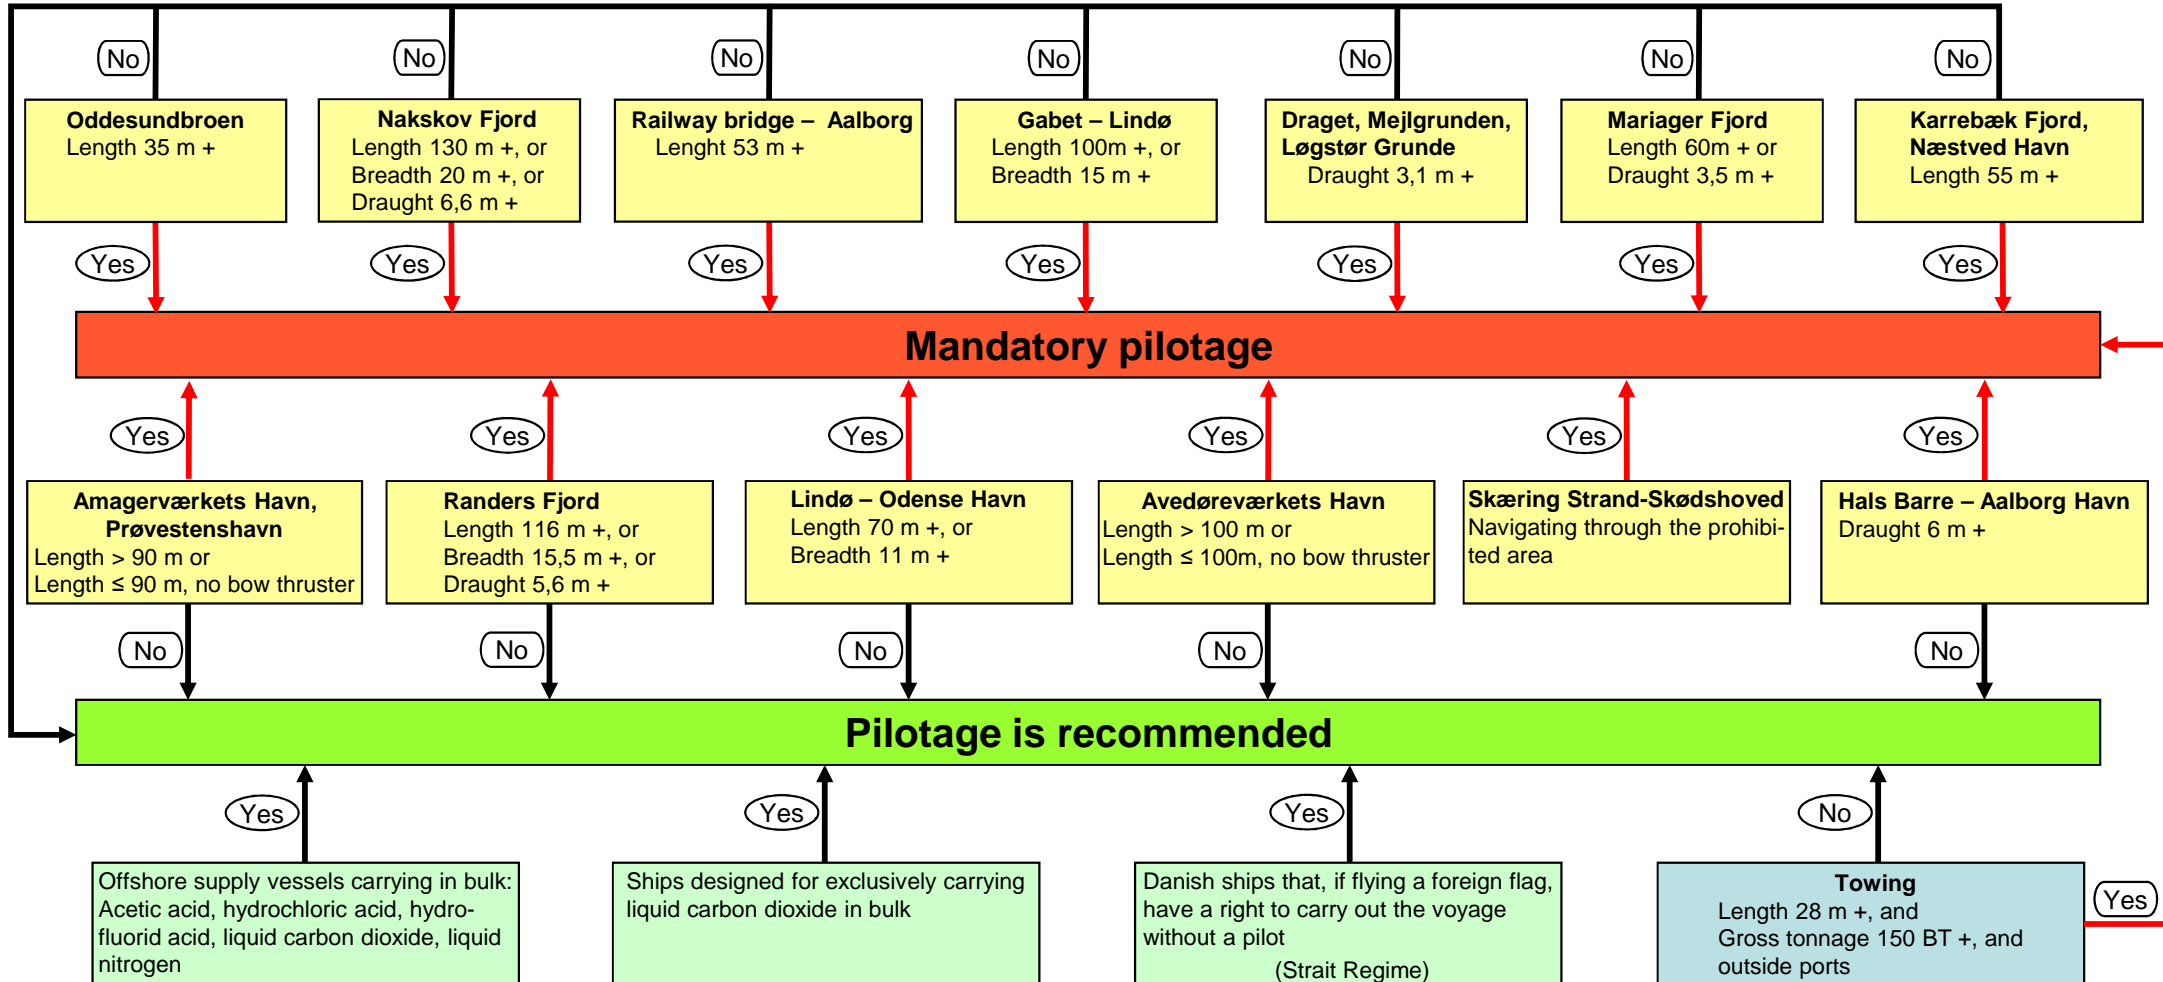 No
No
No
No
No
No
No
Oddesundbroen
Length 35 m +
Nakskov Fjord
Length 130 m +, or
Breadth 20 m +, or
Draught 6,6 m +
Railway bridge – Aalborg
Lenght 53 m +
Gabet – Lindø
Length 100m +, or
Breadth 15 m +
Draget, Mejlgrunden,
Løgstør Grunde
Draught 3,1 m +
Mariager Fjord
Length 60m + or
Draught 3,5 m +
Karrebæk Fjord,
Næstved Havn
Length 55 m +
Yes
Yes
Yes
Yes
Yes
Yes
Yes
Mandatory pilotage
Yes
Yes
Yes
Yes
Yes
Yes
Amagerværkets Havn,
Prøvestenshavn
Length > 90 m or
Length ≤ 90 m, no bow thruster
Randers Fjord
Length 116 m +, or
Breadth 15,5 m +, or
Draught 5,6 m +
Lindø – Odense Havn
Length 70 m +, or
Breadth 11 m +
Avedøreværkets Havn
Length > 100 m or
Length ≤ 100m, no bow thruster
Skæring Strand-Skødshoved
Navigating through the prohibi-
ted area
Hals Barre – Aalborg Havn
Draught 6 m +
No
No
No
No
No
Pilotage is recommended
Yes
Yes
Yes
No
Offshore supply vessels carrying in bulk:
Acetic acid, hydrochloric acid, hydro-
fluorid acid, liquid carbon dioxide, liquid
nitrogen
Ships designed for exclusively carrying
liquid carbon dioxide in bulk
Danish ships that, if flying a foreign flag,
have a right to carry out the voyage
without a pilot
(Strait Regime)
Towing
Length 28 m +, and
Gross tonnage 150 BT +, and
outside ports
Yes